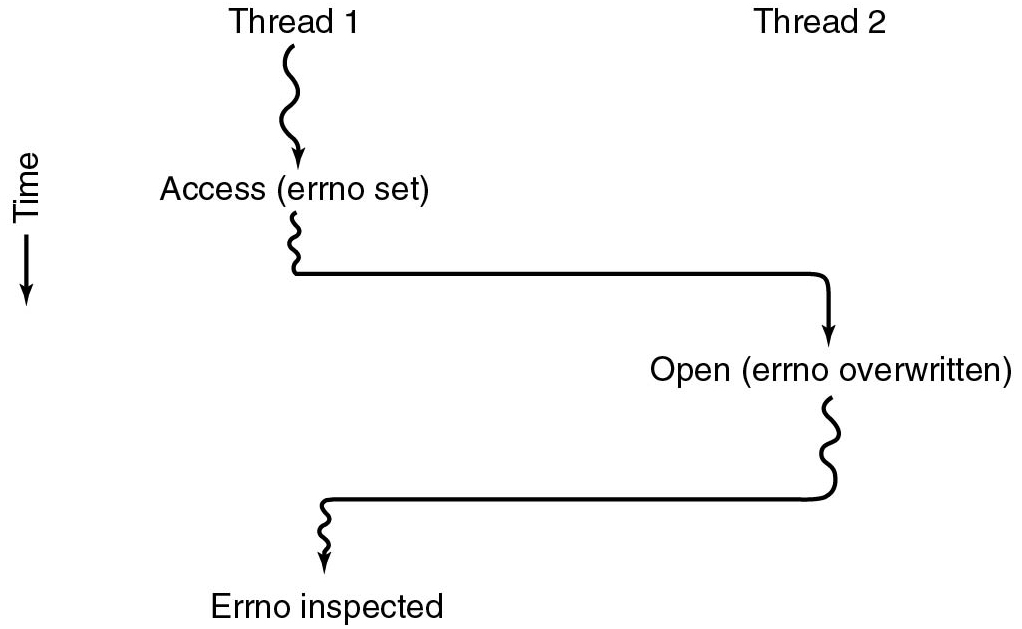 Thread 1
Thread 2
Time
Access (errno set)
Open (errno overwritten)
Errno inspected